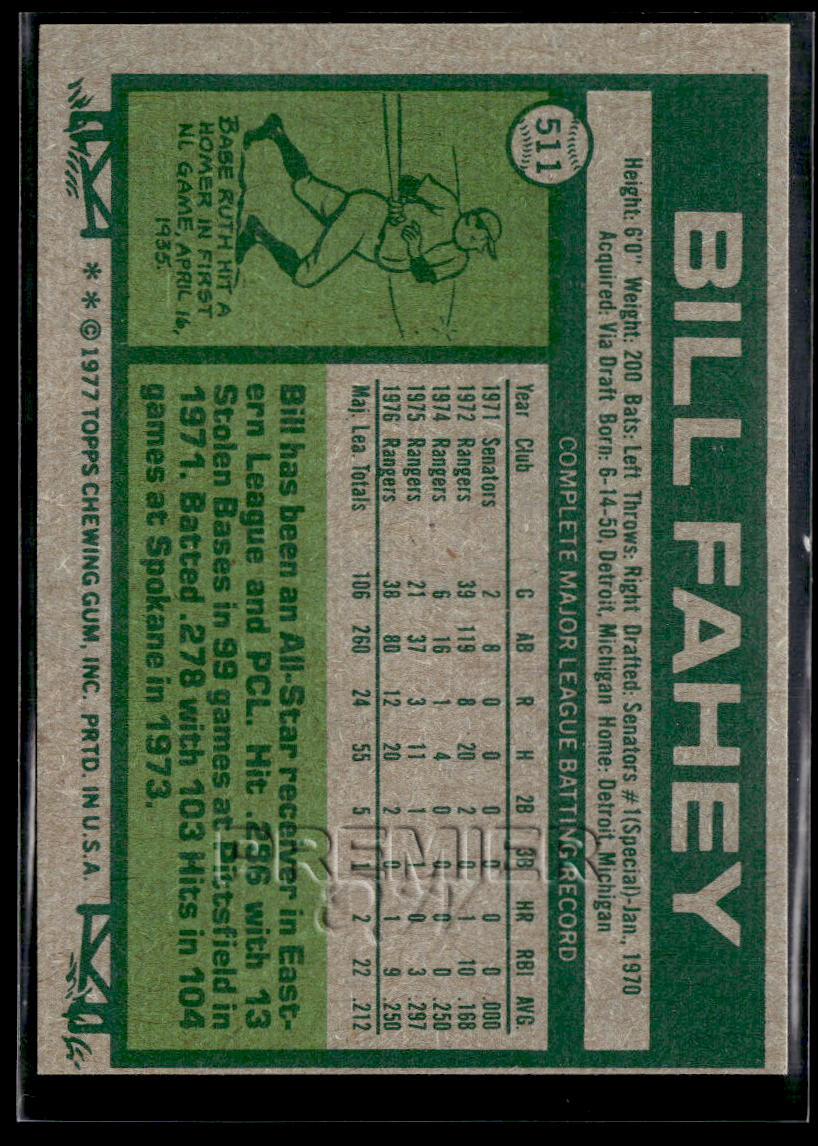 511
BILL FAHEY
Height: 6'0" Weight: 200 Bats: Left Throws: Right Drafted: Senators #1(Special)-Jan., 1970
Acquired: Via Draft Born: 6-14-50, Detroit, Michigan Home: Detroit, Michigan
COMPLETE MAJOR LEAGUE BATTING RECORD
Year Club G AB R H 2B 3B HR RBI AVG.
1971 Senators 2 8 0 0 0 0 0 0 .000
1972 Rangers 39 119 8 20 2 0 1 10 .168
1974 Rangers 6 16 1 4 0 0 0 0 .250
1975 Rangers 21 37 3 11 1 1 0 3 .297
1976 Rangers 38 80 12 20 2 0 1 9 .250
Maj. Lea. Totals 106 260 24 55 5 1 2 22 .212
BABE RUTH HIT A
HOMER IN FIRST
NL GAME, APRIL 16,
1935.
Bill has been an All-Star receiver in East-
ern League and PCL. Hit .296 with 13
Stolen Bases in 99 games at Pittsfield in
1971. Batted .278 with 103 Hits in 104
games at Spokane in 1973.
* * © 1977 TOPPS CHEWING GUM, INC. PRTD. IN U.S.A.
PREMIER